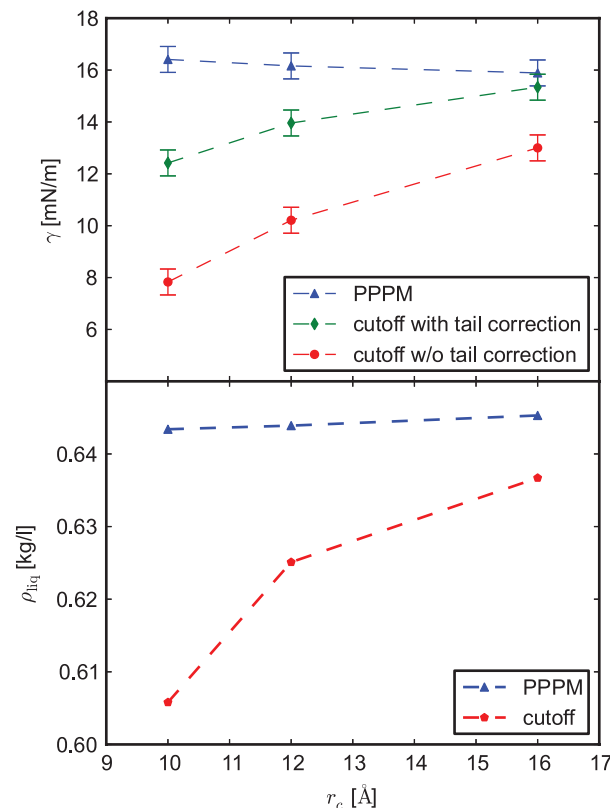 18
16
14
12
10
8
6
γ [mN/m]
PPPM
cutoff with tail correction
cutoff w/o tail correction
0.64
0.63
0.62
0.61
0.60
ρliq [kg/l]
PPPM
cutoff
9 10 11 12 13 14 15 16 17
rc [Å]